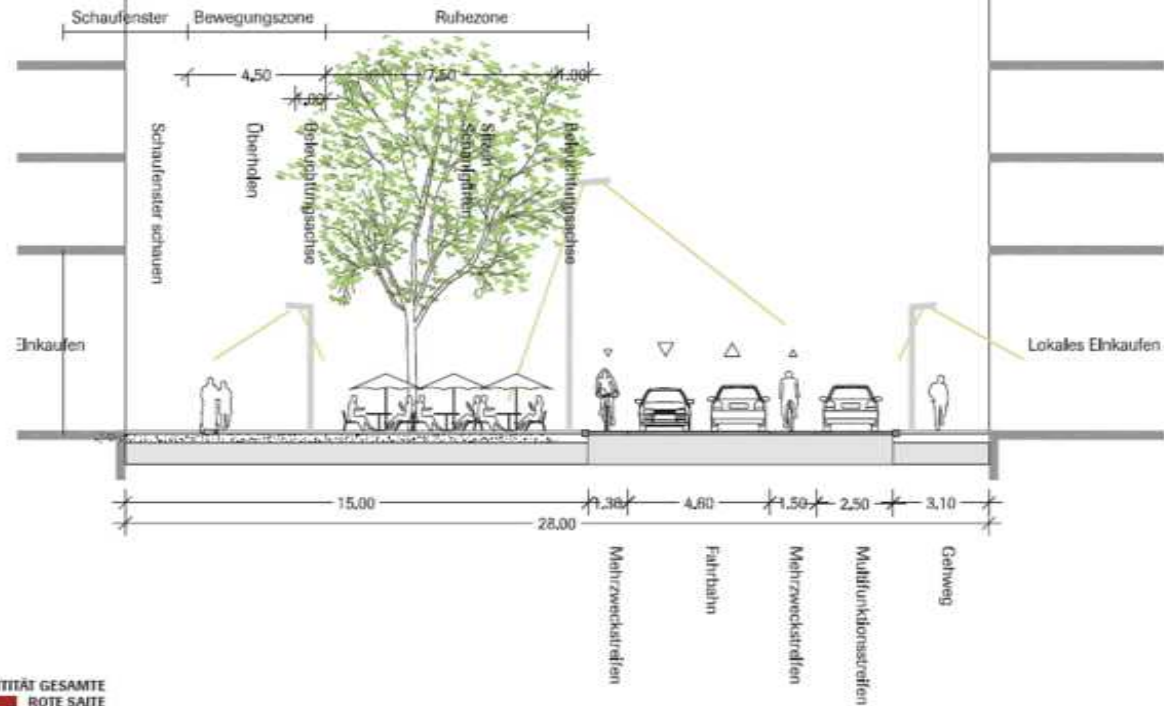 Schaufenster Bewegungszone Ruhezone
4,50 7,50 1.00
1.00
Schaufenster schauen
Überholen
Beleuchtungsachse
Sitzen
Schanigärten
Beleuchtungsachse
EInkaufen
Lokales EInkaufen
15.00 1.30 4.60 1.50 2.50 3.10
28.00
Mehrzweckstreifen
Fahrbahn
Mehrzweckstreifen
Multifunktionsstreifen
Gehweg
TITÄT GESAMTE
ROTE SAITE